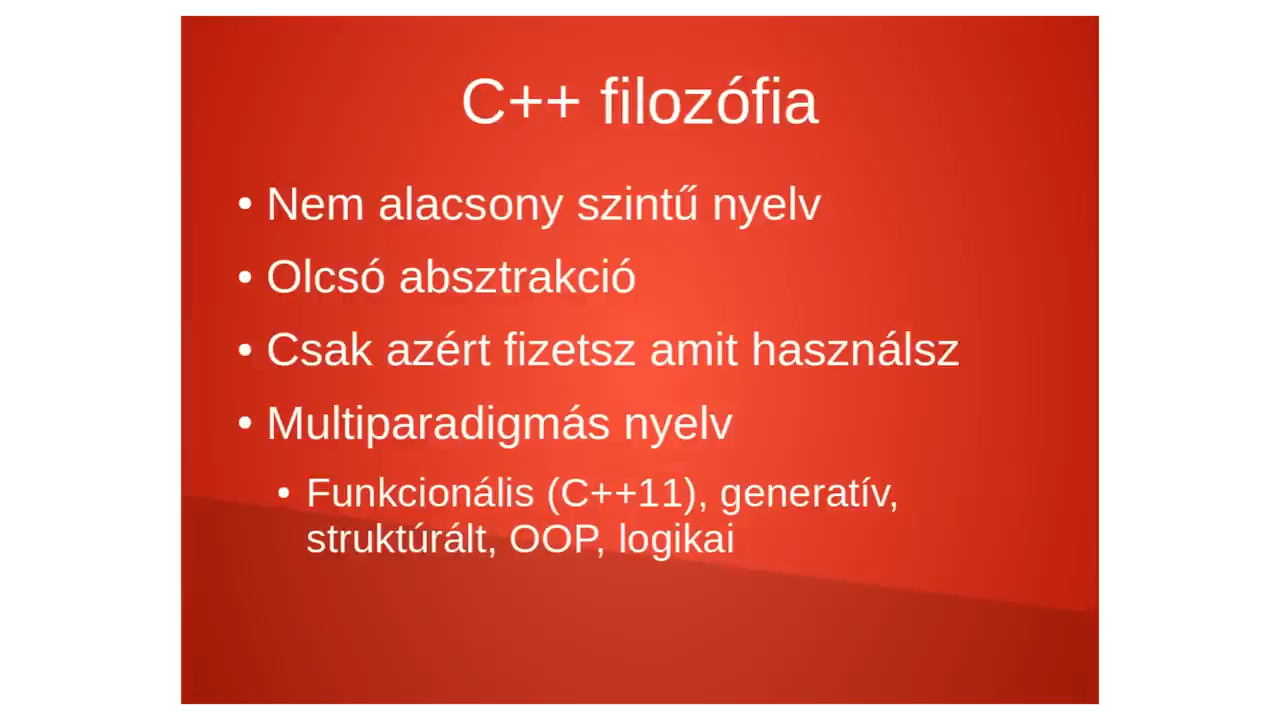 C++ filozófia
• Nem alacsony szintű nyelv
• Olcsó absztrakció
• Csak azért fizetsz amit használsz
• Multiparadigmás nyelv
• Funkcionális (C++11), generatív,
struktúrált, OOP, logikai